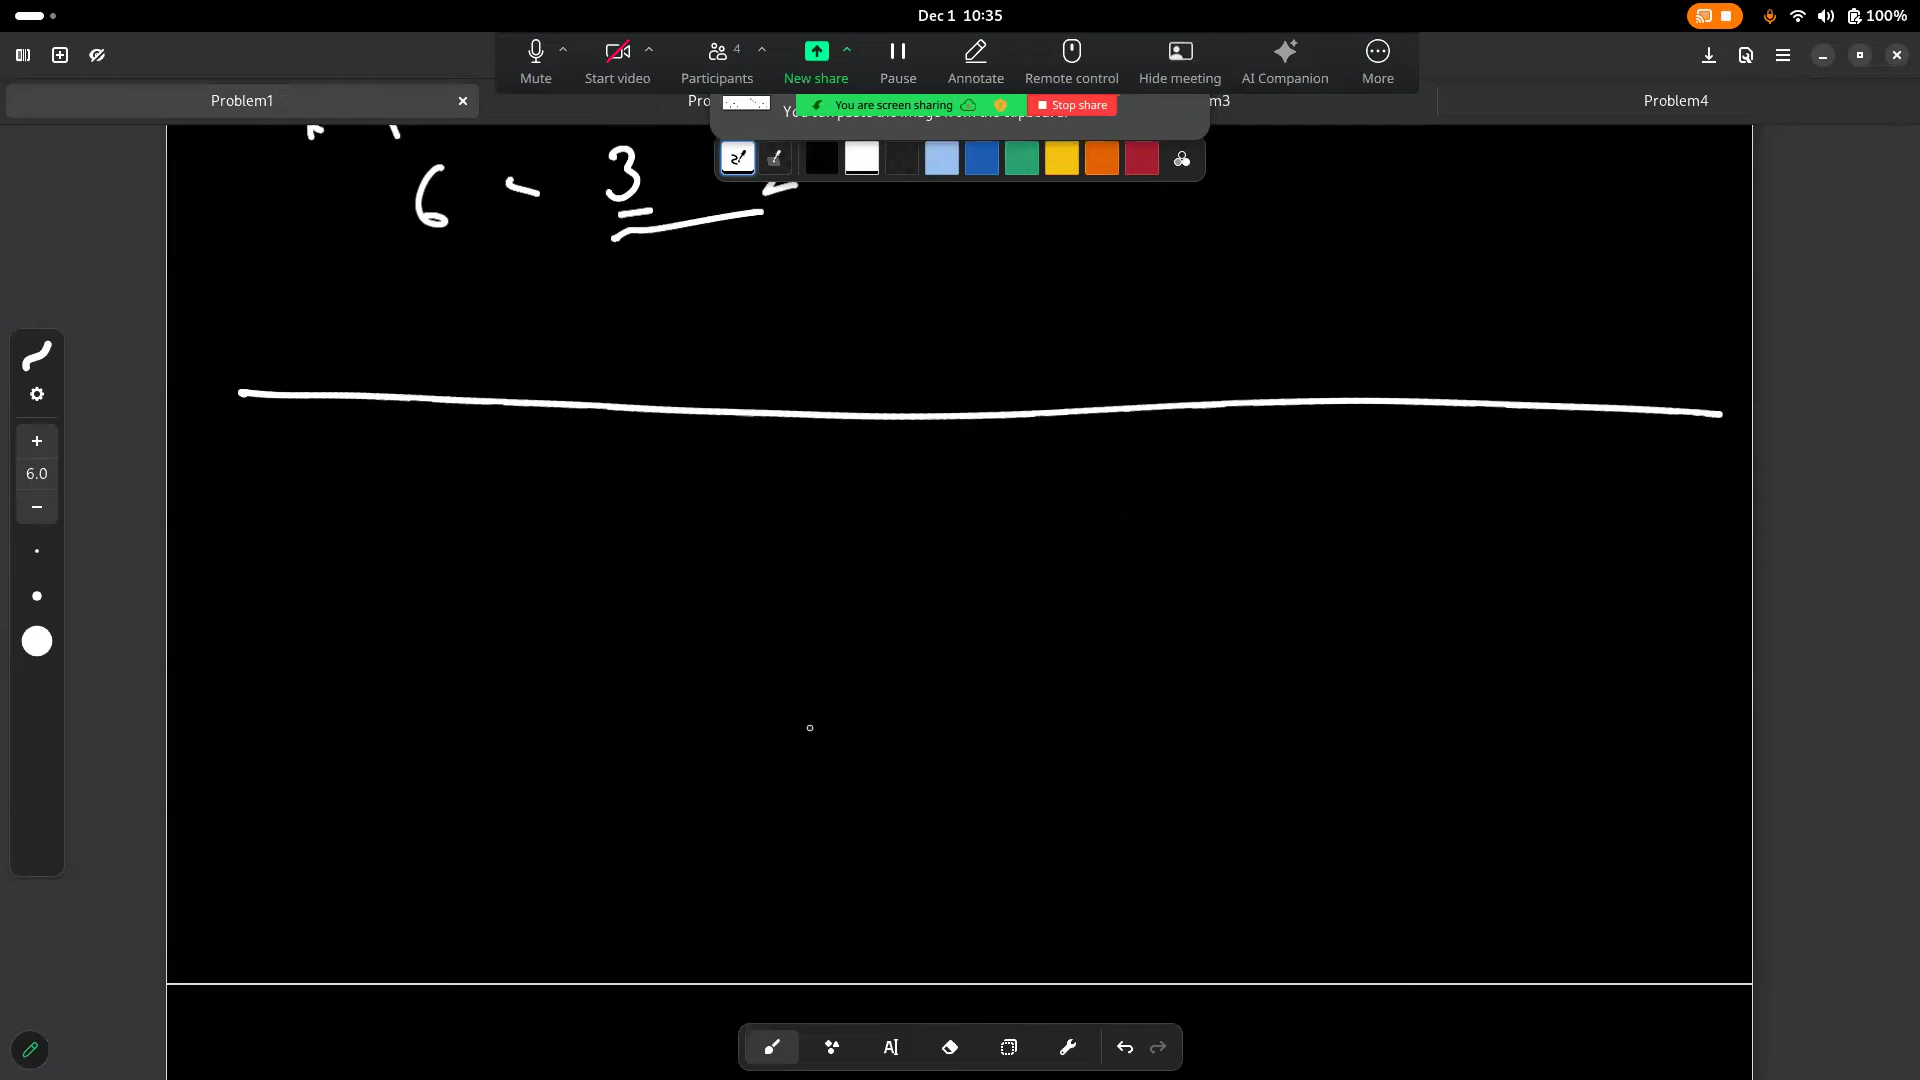 Dec 1 10:35
100%
Mute
Start video
4
Participants
New share
Pause
Annotate
Remote control
Hide meeting
AI Companion
More
Problem1
Problem4
You are screen sharing
Stop share
6 - 3
6.0